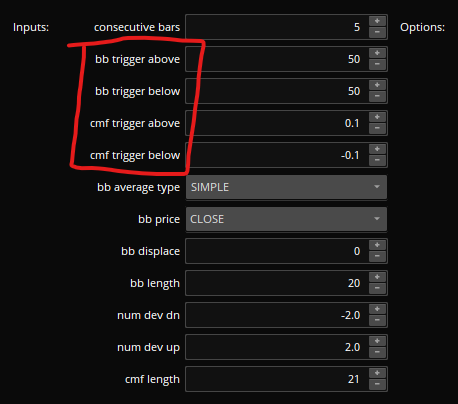 Inputs: consecutive bars 5 Options:
bb trigger above 50
bb trigger below 50
cmf trigger above 0.1
cmf trigger below -0.1
bb average type SIMPLE
bb price CLOSE
bb displace 0
bb length 20
num dev dn -2.0
num dev up 2.0
cmf length 21